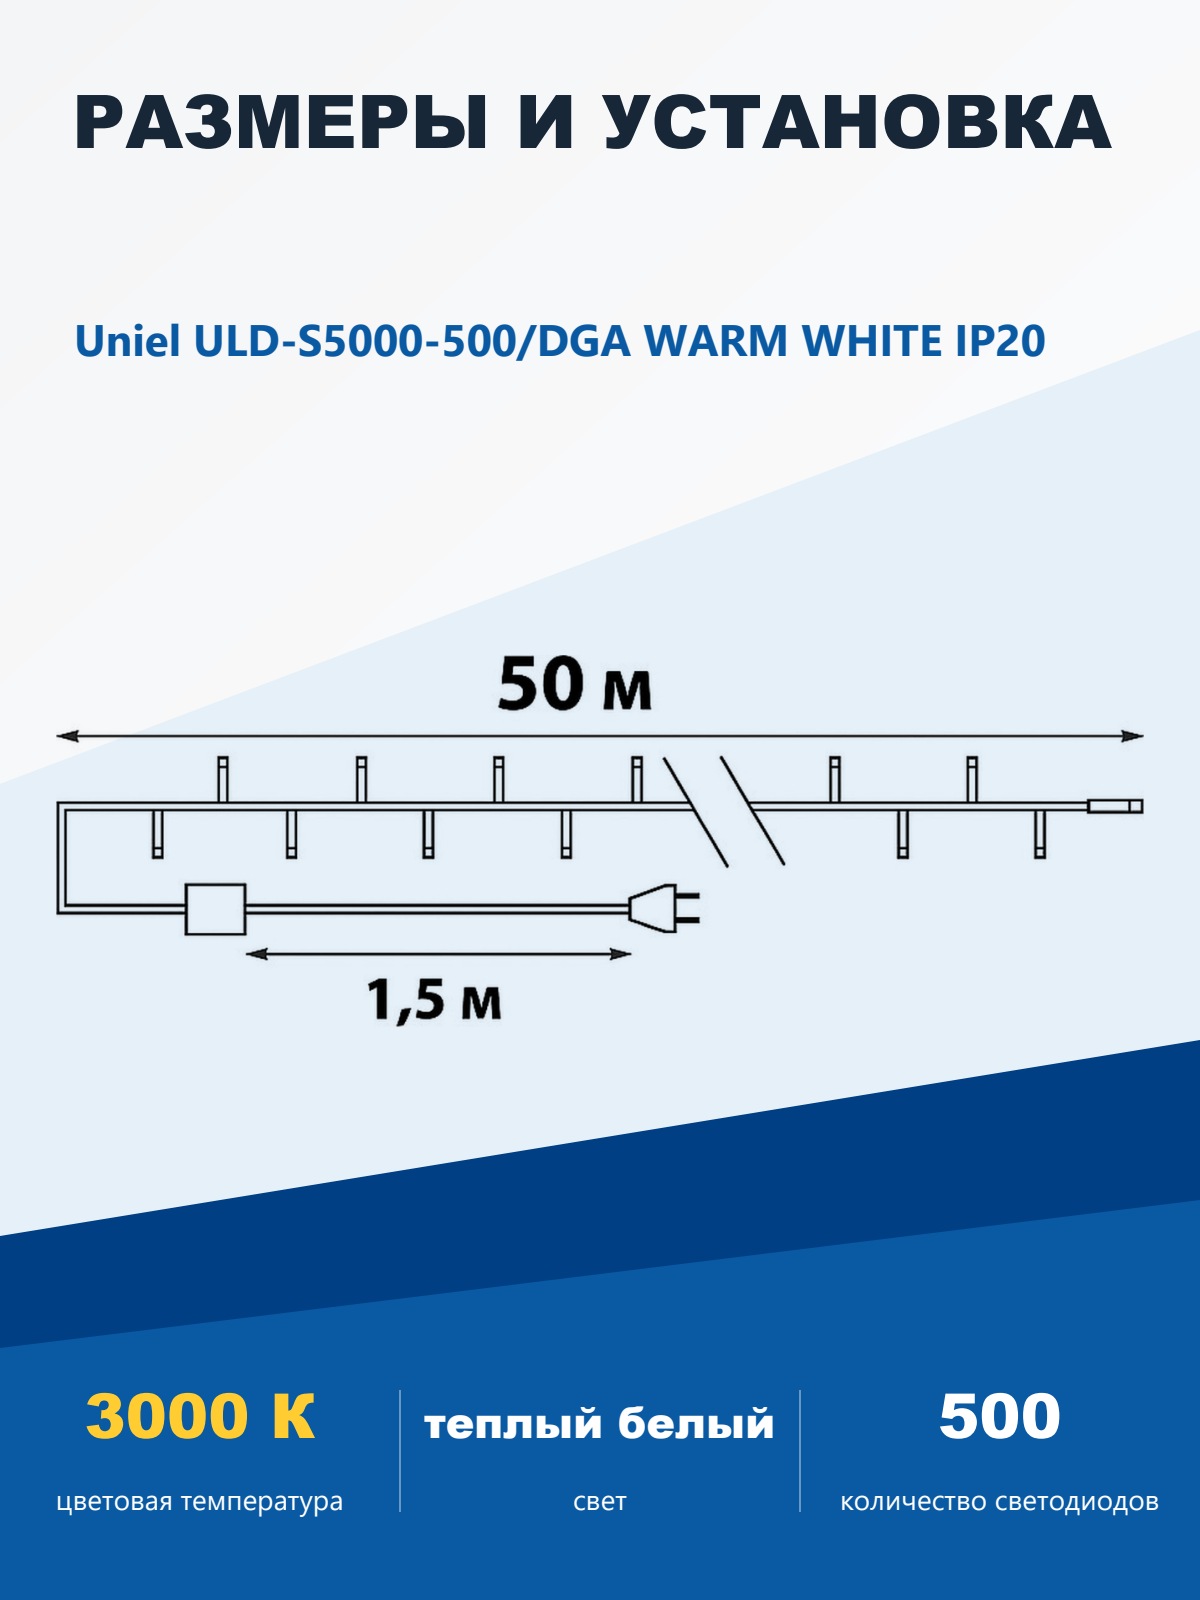 РАЗМЕРЫ И УСТАНОВКА
Uniel ULD-S5000-500/DGA WARM WHITE IP20
50 м
1,5 м
3000 К
цветовая температура
теплый белый
свет
500
количество светодиодов